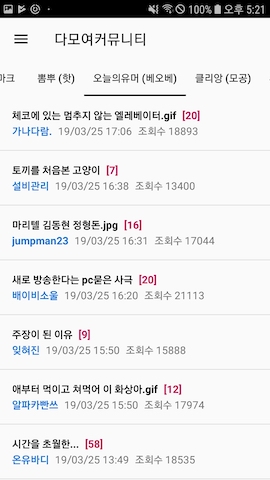 100% 오후 5:21
다모여커뮤니티
마크 뽐뿌 (핫) 오늘의유머 (베오베) 클리앙 (모공)
체코에 있는 멈추지 않는 엘레베이터.gif [20]
가나다람. 19/03/25 17:06 조회수 18893
토끼를 처음본 고양이 [7]
설비관리 19/03/25 16:38 조회수 13400
마리텔 김동현 정형돈.jpg [16]
jumpman23 19/03/25 16:31 조회수 17044
새로 방송한다는 pc묻은 사극 [20]
배이비소울 19/03/25 16:20 조회수 21113
주장이 된 이유 [9]
잊혀진 19/03/25 15:50 조회수 15888
애부터 먹이고 쳐먹어 이 화상아.gif [12]
알파카빤쓰 19/03/25 15:50 조회수 17974
시간을 초월한... [58]
온유바디 19/03/25 13:49 조회수 18535